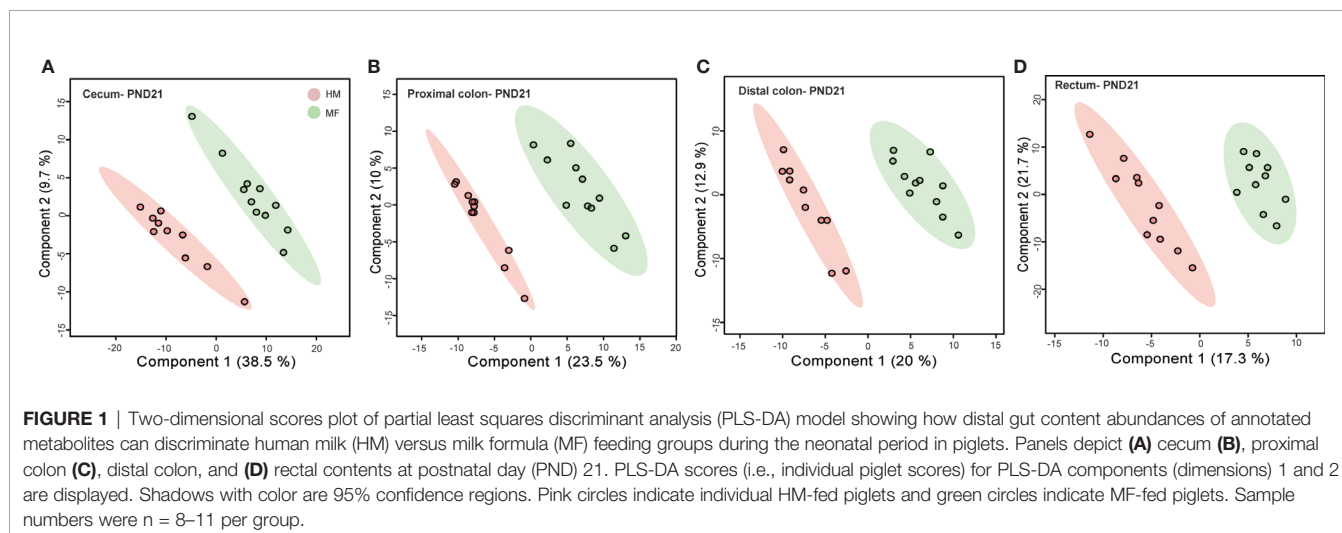 A
Cecum- PND21
HM
MF
Component 2 (9.7 %)
15
10
5
0
-5
-10
-15
-20
-10
0
10
20
Component 1 (38.5 %)
B
Proximal colon- PND21
Component 2 (10 %)
15
10
5
0
-5
-10
-15
-15
-10
-5
0
5
10
15
20
Component 1 (23.5 %)
C
Distal colon- PND21
Component 2 (12.9 %)
10
0
-10
-15
-15
-10
-5
0
5
10
15
Component 1 (20 %)
D
Rectum- PND21
Component 2 (21.7 %)
20
10
0
-10
-20
-10
-5
0
5
10
Component 1 (17.3 %)
FIGURE 1 | Two-dimensional scores plot of partial least squares discriminant analysis (PLS-DA) model showing how distal gut content abundances of annotated
metabolites can discriminate human milk (HM) versus milk formula (MF) feeding groups during the neonatal period in piglets. Panels depict (A) cecum (B), proximal
colon (C), distal colon, and (D) rectal contents at postnatal day (PND) 21. PLS-DA scores (i.e., individual piglet scores) for PLS-DA components (dimensions) 1 and 2
are displayed. Shadows with color are 95% confidence regions. Pink circles indicate individual HM-fed piglets and green circles indicate MF-fed piglets. Sample
numbers were n = 8–11 per group.